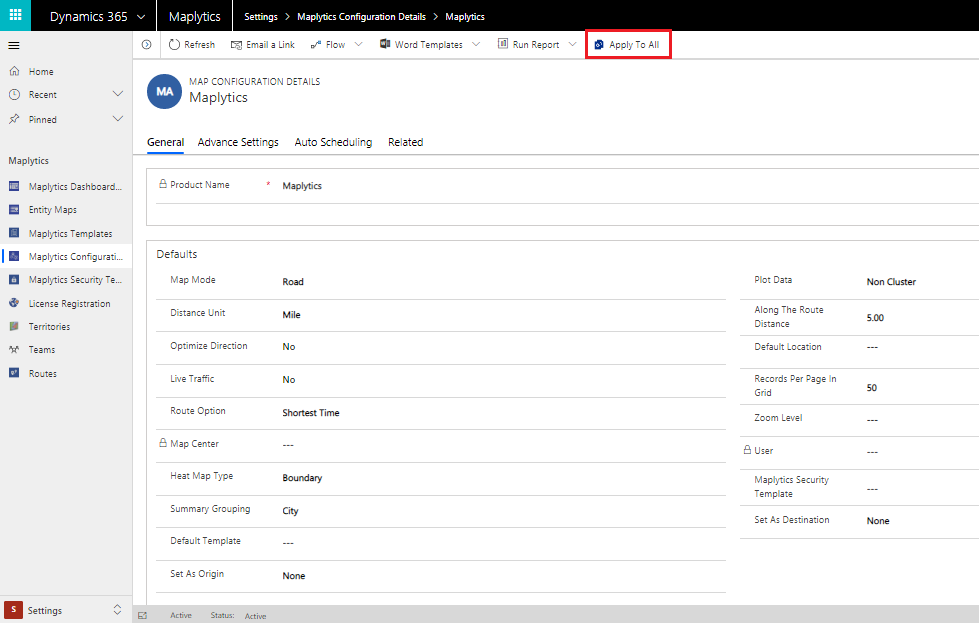 Dynamics 365 Maplytics Settings > Maplytics Configuration Details > Maplytics
Refresh Email a Link Flow Word Templates Run Report Apply To All
Home
Recent
Pinned
Maplytics
Maplytics Dashboard...
Entity Maps
Maplytics Templates
Maplytics Configurati...
Maplytics Security Te...
License Registration
Territories
Teams
Routes
S Settings
MA
MAP CONFIGURATION DETAILS
Maplytics
General Advance Settings Auto Scheduling Related
Product Name * Maplytics
Defaults
Map Mode Road
Distance Unit Mile
Optimize Direction No
Live Traffic No
Route Option Shortest Time
Map Center ---
Heat Map Type Boundary
Summary Grouping City
Default Template ---
Set As Origin None
Plot Data Non Cluster
Along The Route
Distance 5.00
Default Location ---
Records Per Page In
Grid 50
Zoom Level ---
User ---
Maplytics Security
Template ---
Set As Destination None
Active Status: Active